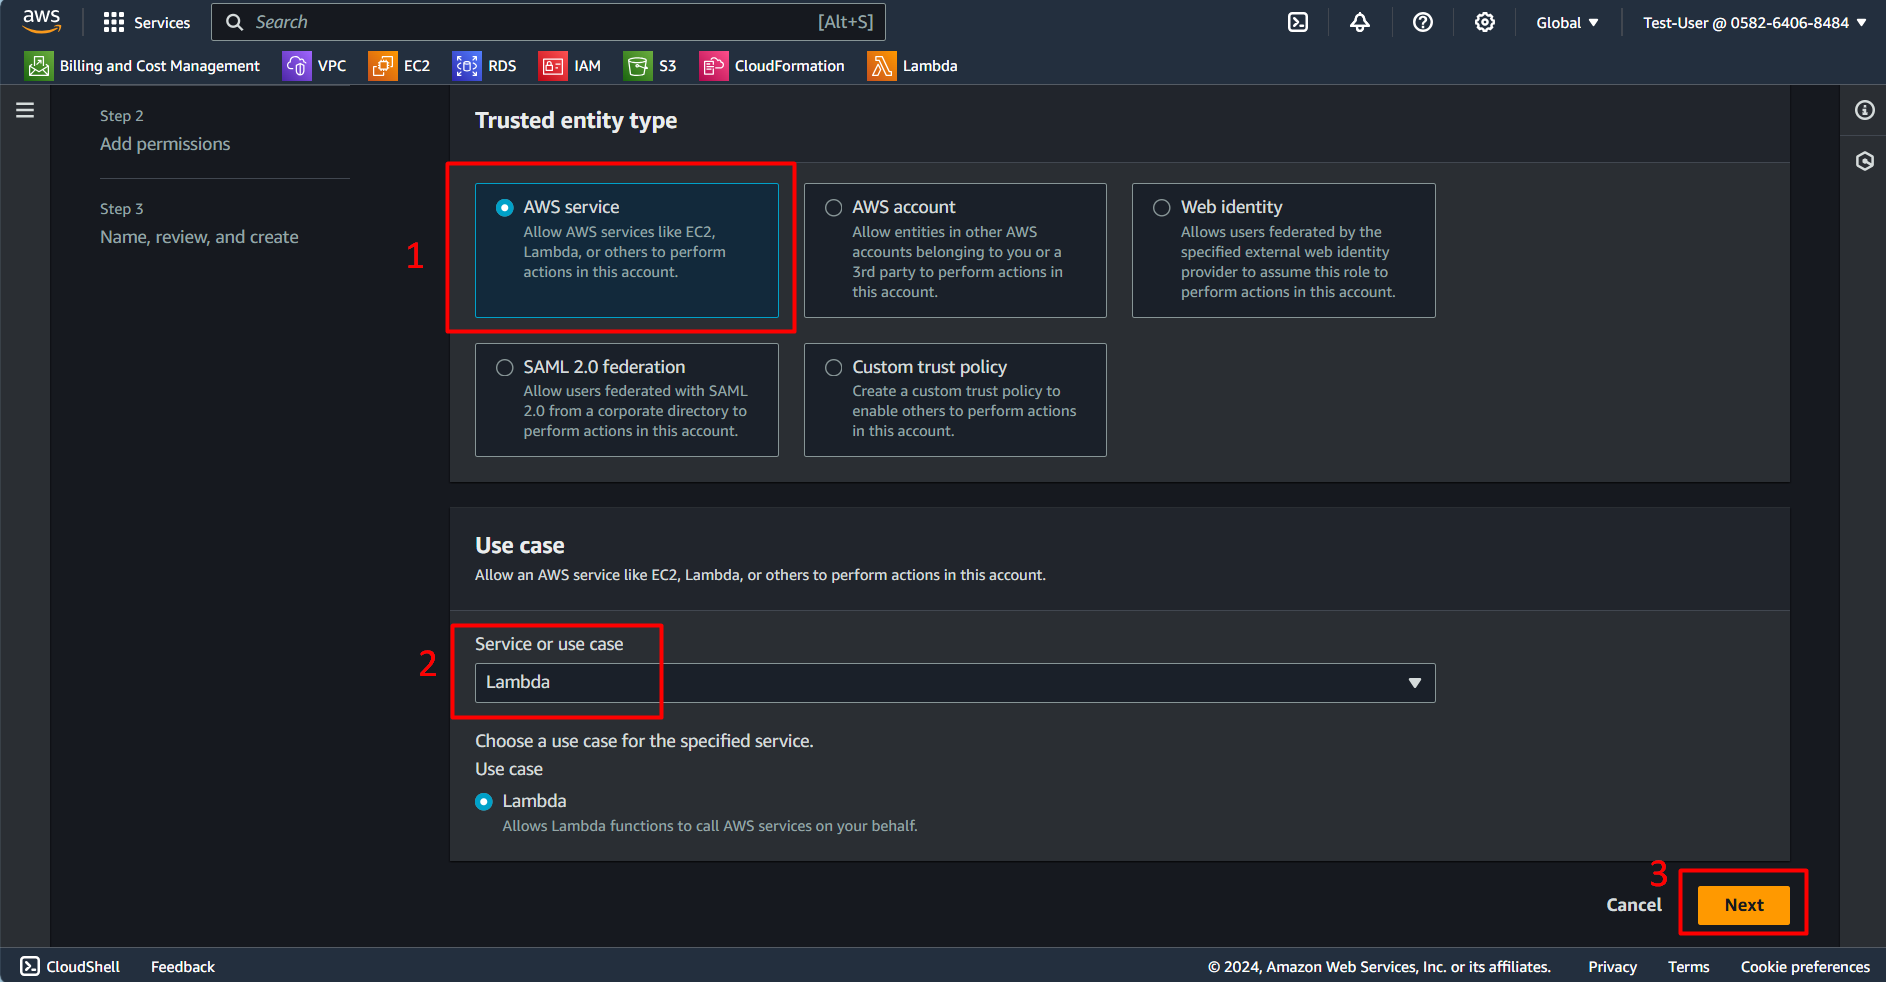 aws Services Search [Alt+S] Global Test-User @ 0582-6406-8484
Billing and Cost Management VPC EC2 RDS IAM S3 CloudFormation Lambda
Step 2
Add permissions
Step 3
Name, review, and create
Trusted entity type
1
AWS service
Allow AWS services like EC2,
Lambda, or others to perform
actions in this account.
AWS account
Allow entities in other AWS
accounts belonging to you or a
3rd party to perform actions in
this account.
Web identity
Allows users federated by the
specified external web identity
provider to assume this role to
perform actions in this account.
SAML 2.0 federation
Allow users federated with SAML
2.0 from a corporate directory to
perform actions in this account.
Custom trust policy
Create a custom trust policy to
enable others to perform actions
in this account.
Use case
Allow an AWS service like EC2, Lambda, or others to perform actions in this account.
2
Service or use case
Lambda
Choose a use case for the specified service.
Use case
Lambda
Allows Lambda functions to call AWS services on your behalf.
3
Cancel Next
CloudShell Feedback © 2024, Amazon Web Services, Inc. or its affiliates. Privacy Terms Cookie preferences